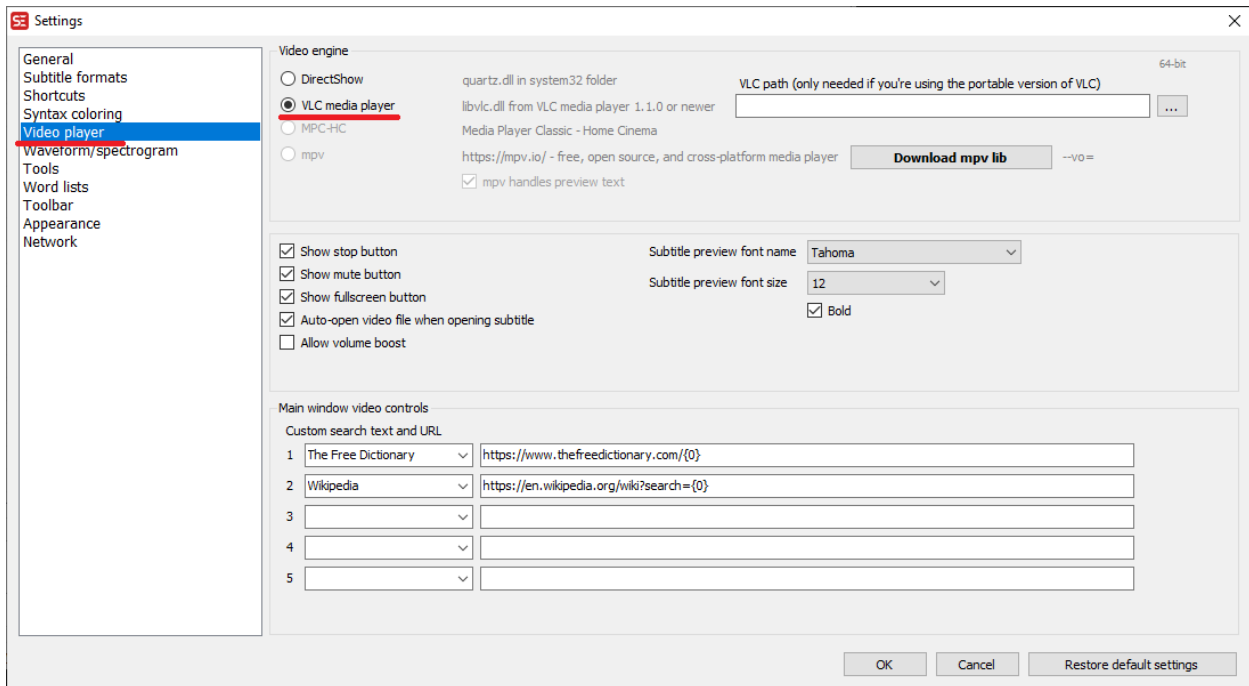 SE Settings
General
Subtitle formats
Shortcuts
Syntax coloring
Video player
Waveform/spectrogram
Tools
Word lists
Toolbar
Appearance
Network
Video engine
64-bit
DirectShow quartz.dll in system32 folder VLC path (only needed if you're using the portable version of VLC)
VLC media player libvlc.dll from VLC media player 1.1.0 or newer ...
MPC-HC Media Player Classic - Home Cinema
mpv https://mpv.io/ - free, open source, and cross-platform media player Download mpv lib --vo=
mpv handles preview text
Show stop button
Show mute button
Show fullscreen button
Auto-open video file when opening subtitle
Allow volume boost
Subtitle preview font name Tahoma
Subtitle preview font size 12
Bold
Main window video controls
Custom search text and URL
1 The Free Dictionary https://www.thefreedictionary.com/{0}
2 Wikipedia https://en.wikipedia.org/wiki?search={0}
3
4
5
OK Cancel Restore default settings